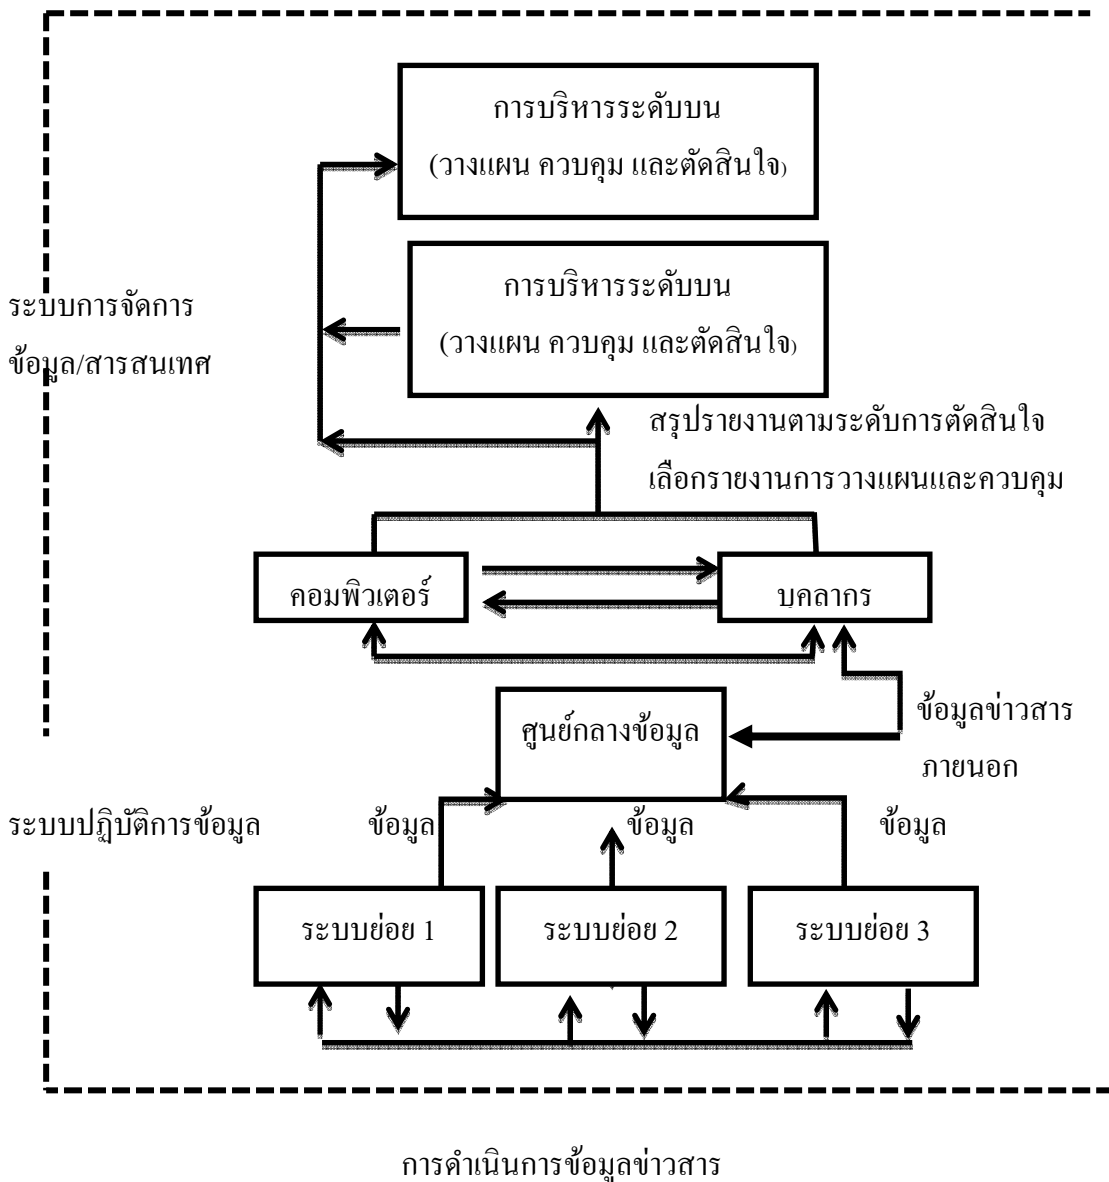 การบริหารระดับบน
(วางแผน ควบคุม และตัดสินใจ)
การบริหารระดับบน
(วางแผน ควบคุม และตัดสินใจ)
ระบบการจัดการ
ข้อมูล/สารสนเทศ
สรุปรายงานตามระดับการตัดสินใจ
เลือกรายงานการวางแผนและควบคุม
คอมพิวเตอร์
บุคลากร
ศูนย์กลางข้อมูล
ข้อมูลข่าวสาร
ภายนอก
ระบบปฏิบัติการข้อมูล
ข้อมูล
ข้อมูล
ข้อมูล
ระบบย่อย 1
ระบบย่อย 2
ระบบย่อย 3
การดำเนินการข้อมูลข่าวสาร